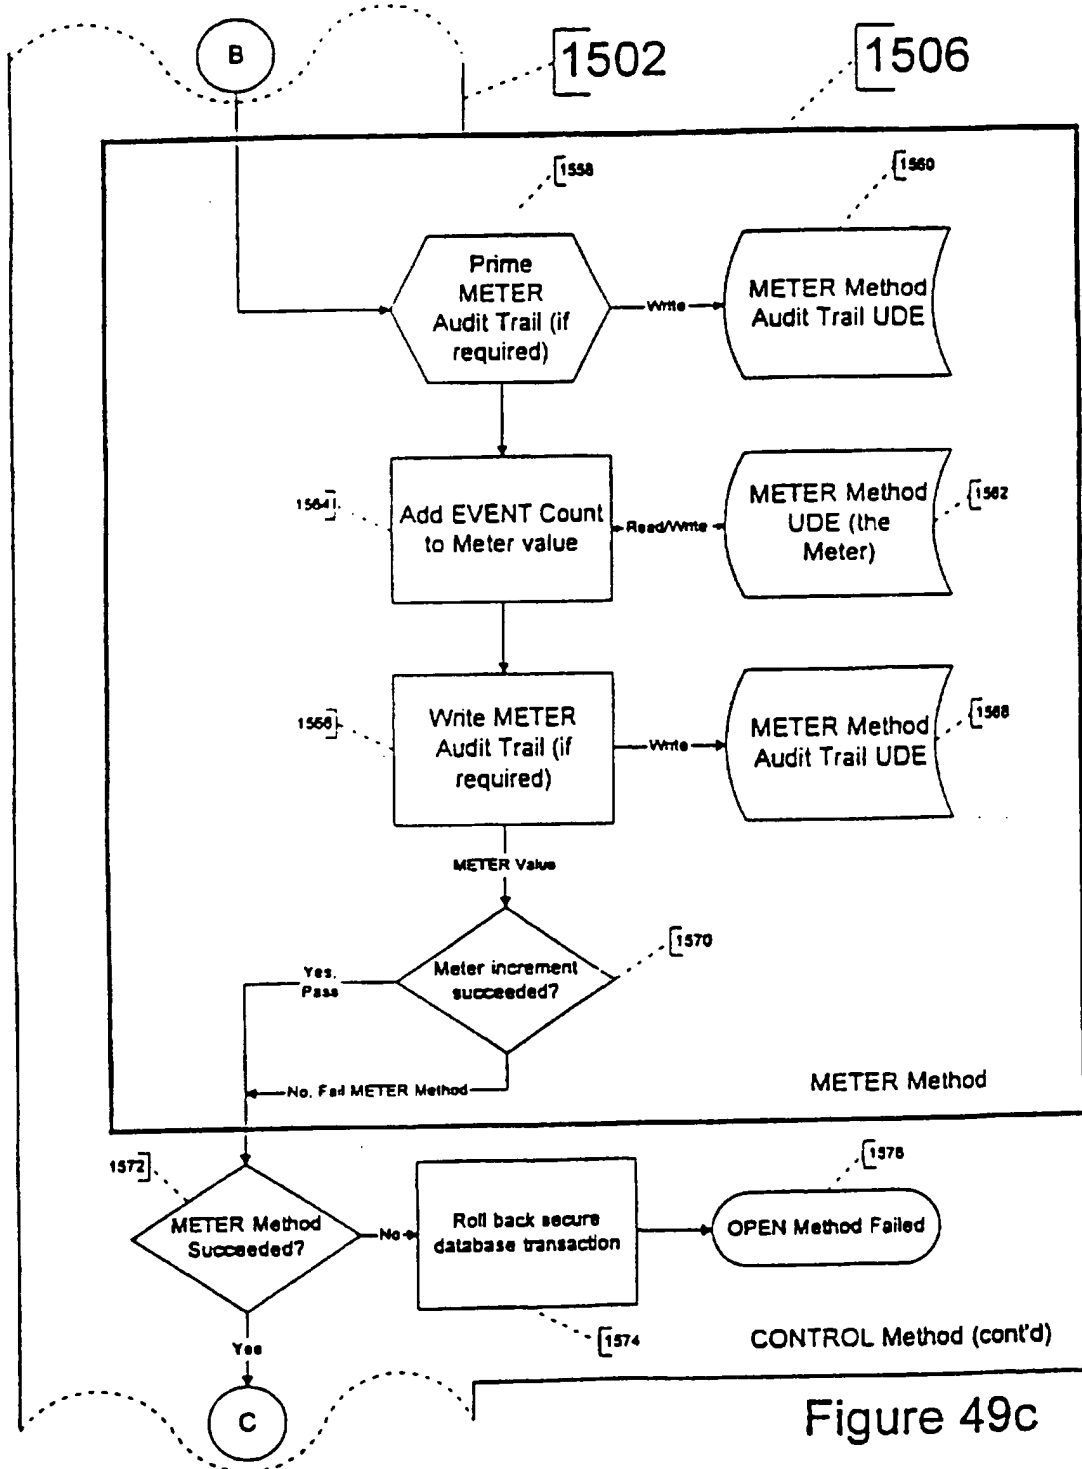 B
1502
1506
1558
1560
Prime
METER
Audit Trail (if
required)
Write
METER Method
Audit Trail UDE
1564
Add EVENT Count
to Meter value
Read/Write
METER Method
UDE (the
Meter)
1562
1566
Write METER
Audit Trail (if
required)
Write
METER Method
Audit Trail UDE
1568
METER Value
1570
Meter increment
succeeded?
Yes,
Pass
No, Fail METER Method
METER Method
1572
METER Method
Succeeded?
No
Roll back secure
database transaction
1576
OPEN Method Failed
1574
Yes
CONTROL Method (cont'd)
C
Figure 49c